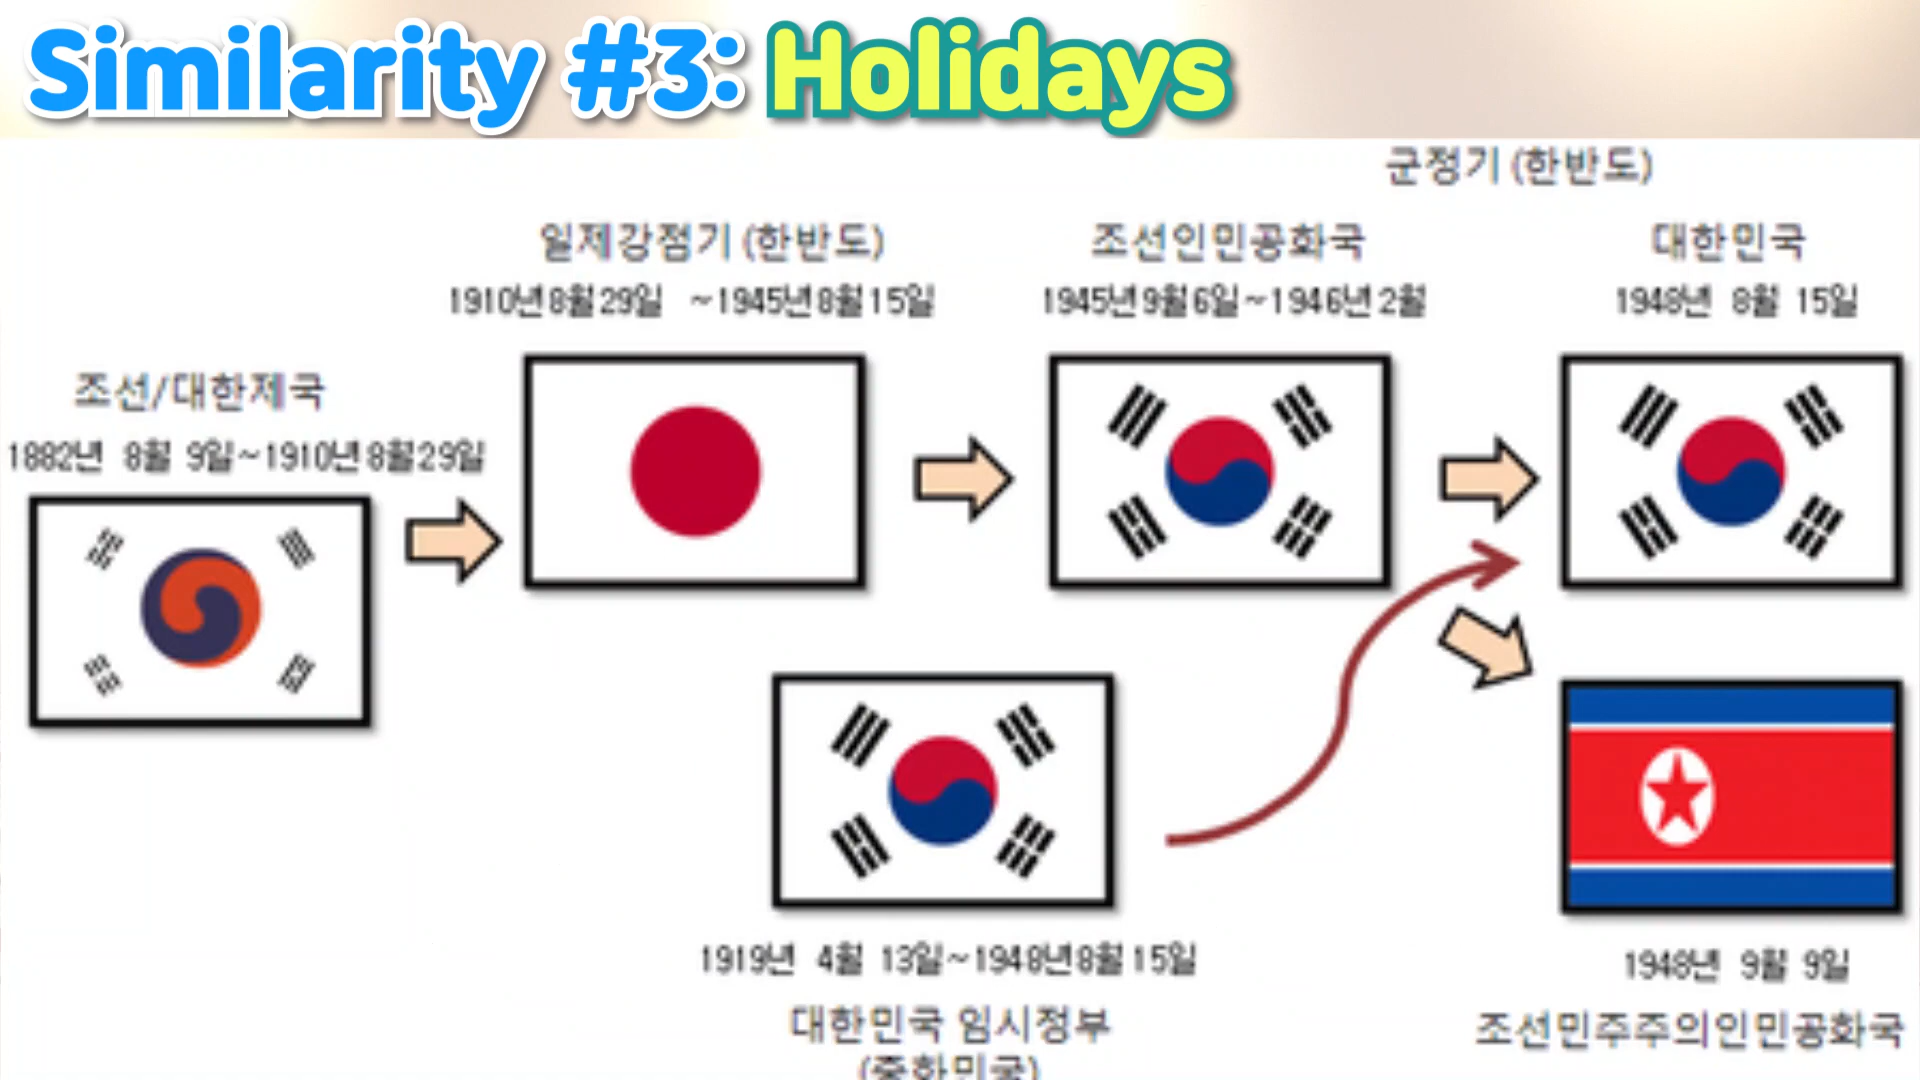 Similarity #3: Holidays
군정기 (한반도)
일제강점기 (한반도)
1910년8월29일 ~1945년8월15일
조선인민공화국
1945년9월6일~1946년2월
대한민국
1948년 8월 15일
조선/대한제국
1882년 8월 9일~1910년8월29일
1919년 4월 13일~1948년8월15일
대한민국 임시정부
(중화민국)
1948년 9월 9일
조선민주주의인민공화국